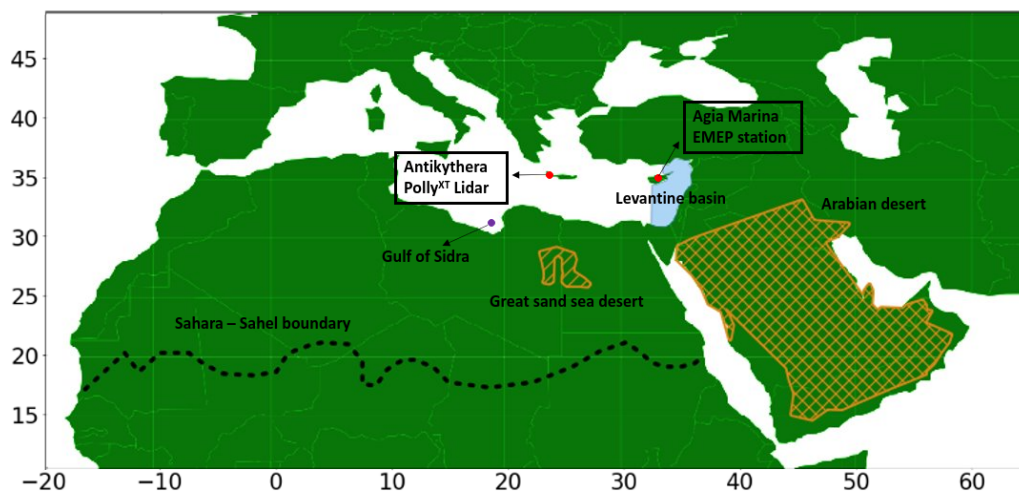 45
40
35
30
25
20
15
−20
−10
0
10
20
30
40
50
60
Agia Marina
EMEP station
Antikythera
Polly^XT Lidar
Levantine basin
Arabian desert
Gulf of Sidra
Great sand sea desert
Sahara – Sahel boundary